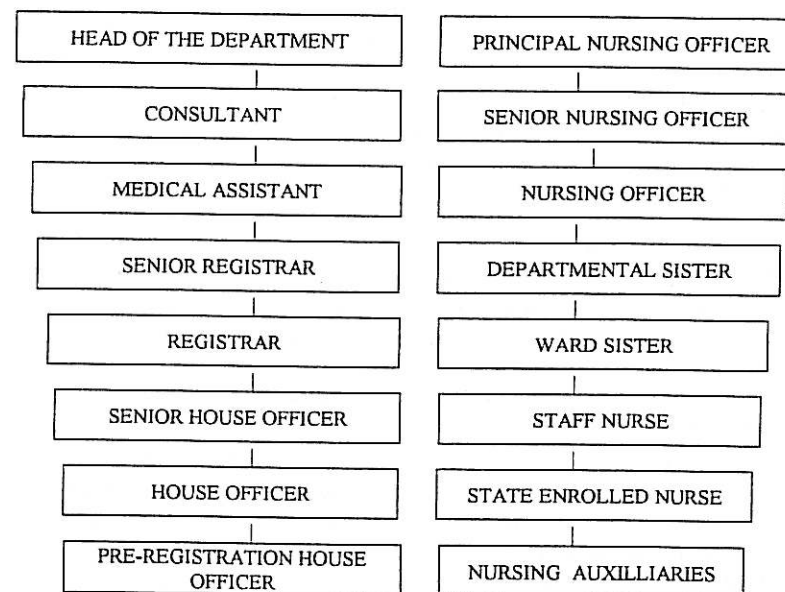 HEAD OF THE DEPARTMENT
CONSULTANT
MEDICAL ASSISTANT
SENIOR REGISTRAR
REGISTRAR
SENIOR HOUSE OFFICER
HOUSE OFFICER
PRE-REGISTRATION HOUSE
OFFICER
PRINCIPAL NURSING OFFICER
SENIOR NURSING OFFICER
NURSING OFFICER
DEPARTMENTAL SISTER
WARD SISTER
STAFF NURSE
STATE ENROLLED NURSE
NURSING AUXILLIARIES